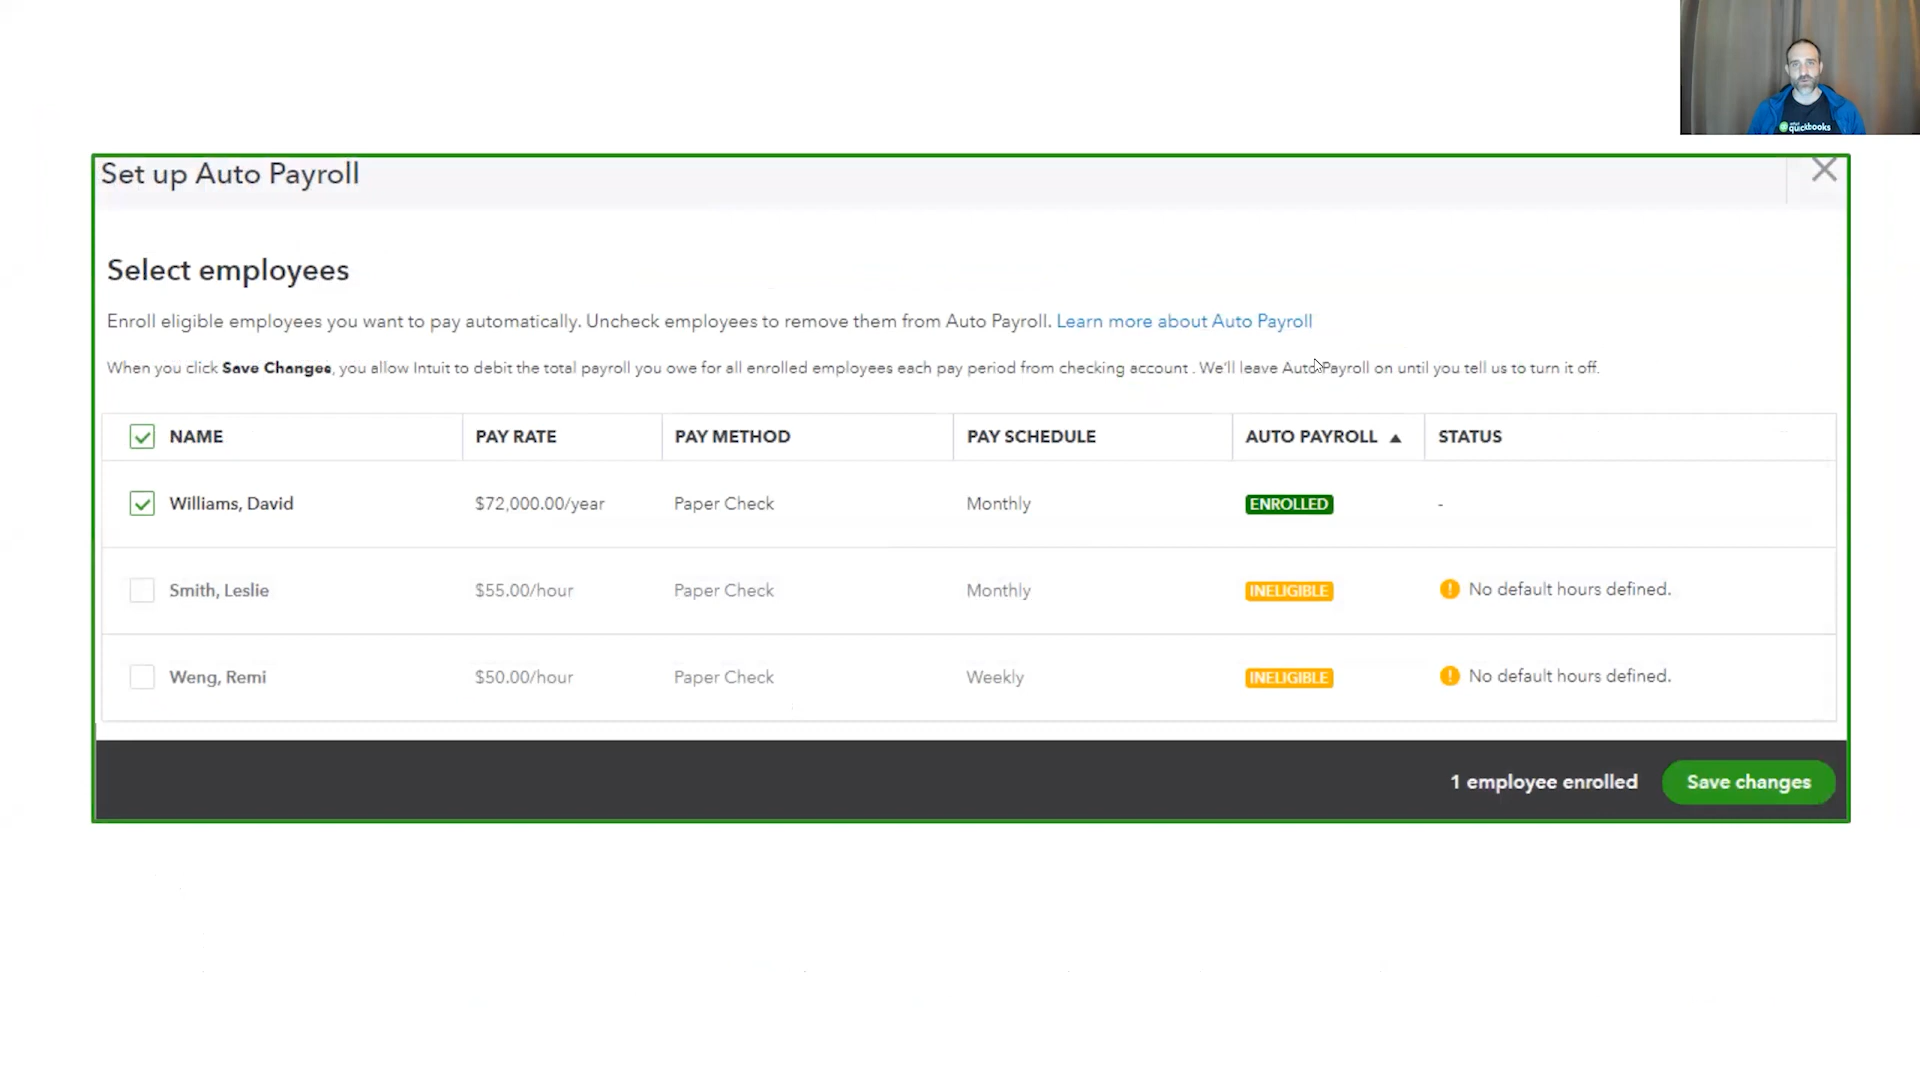 quickbooks
Set up Auto Payroll
Select employees
Enroll eligible employees you want to pay automatically. Uncheck employees to remove them from Auto Payroll. Learn more about Auto Payroll
When you click Save Changes, you allow Intuit to debit the total payroll you owe for all enrolled employees each pay period from checking account . We'll leave Auto Payroll on until you tell us to turn it off.
NAME PAY RATE PAY METHOD PAY SCHEDULE AUTO PAYROLL ▲ STATUS
Williams, David $72,000.00/year Paper Check Monthly ENROLLED -
Smith, Leslie $55.00/hour Paper Check Monthly INELIGIBLE ! No default hours defined.
Weng, Remi $50.00/hour Paper Check Weekly INELIGIBLE ! No default hours defined.
1 employee enrolled Save changes